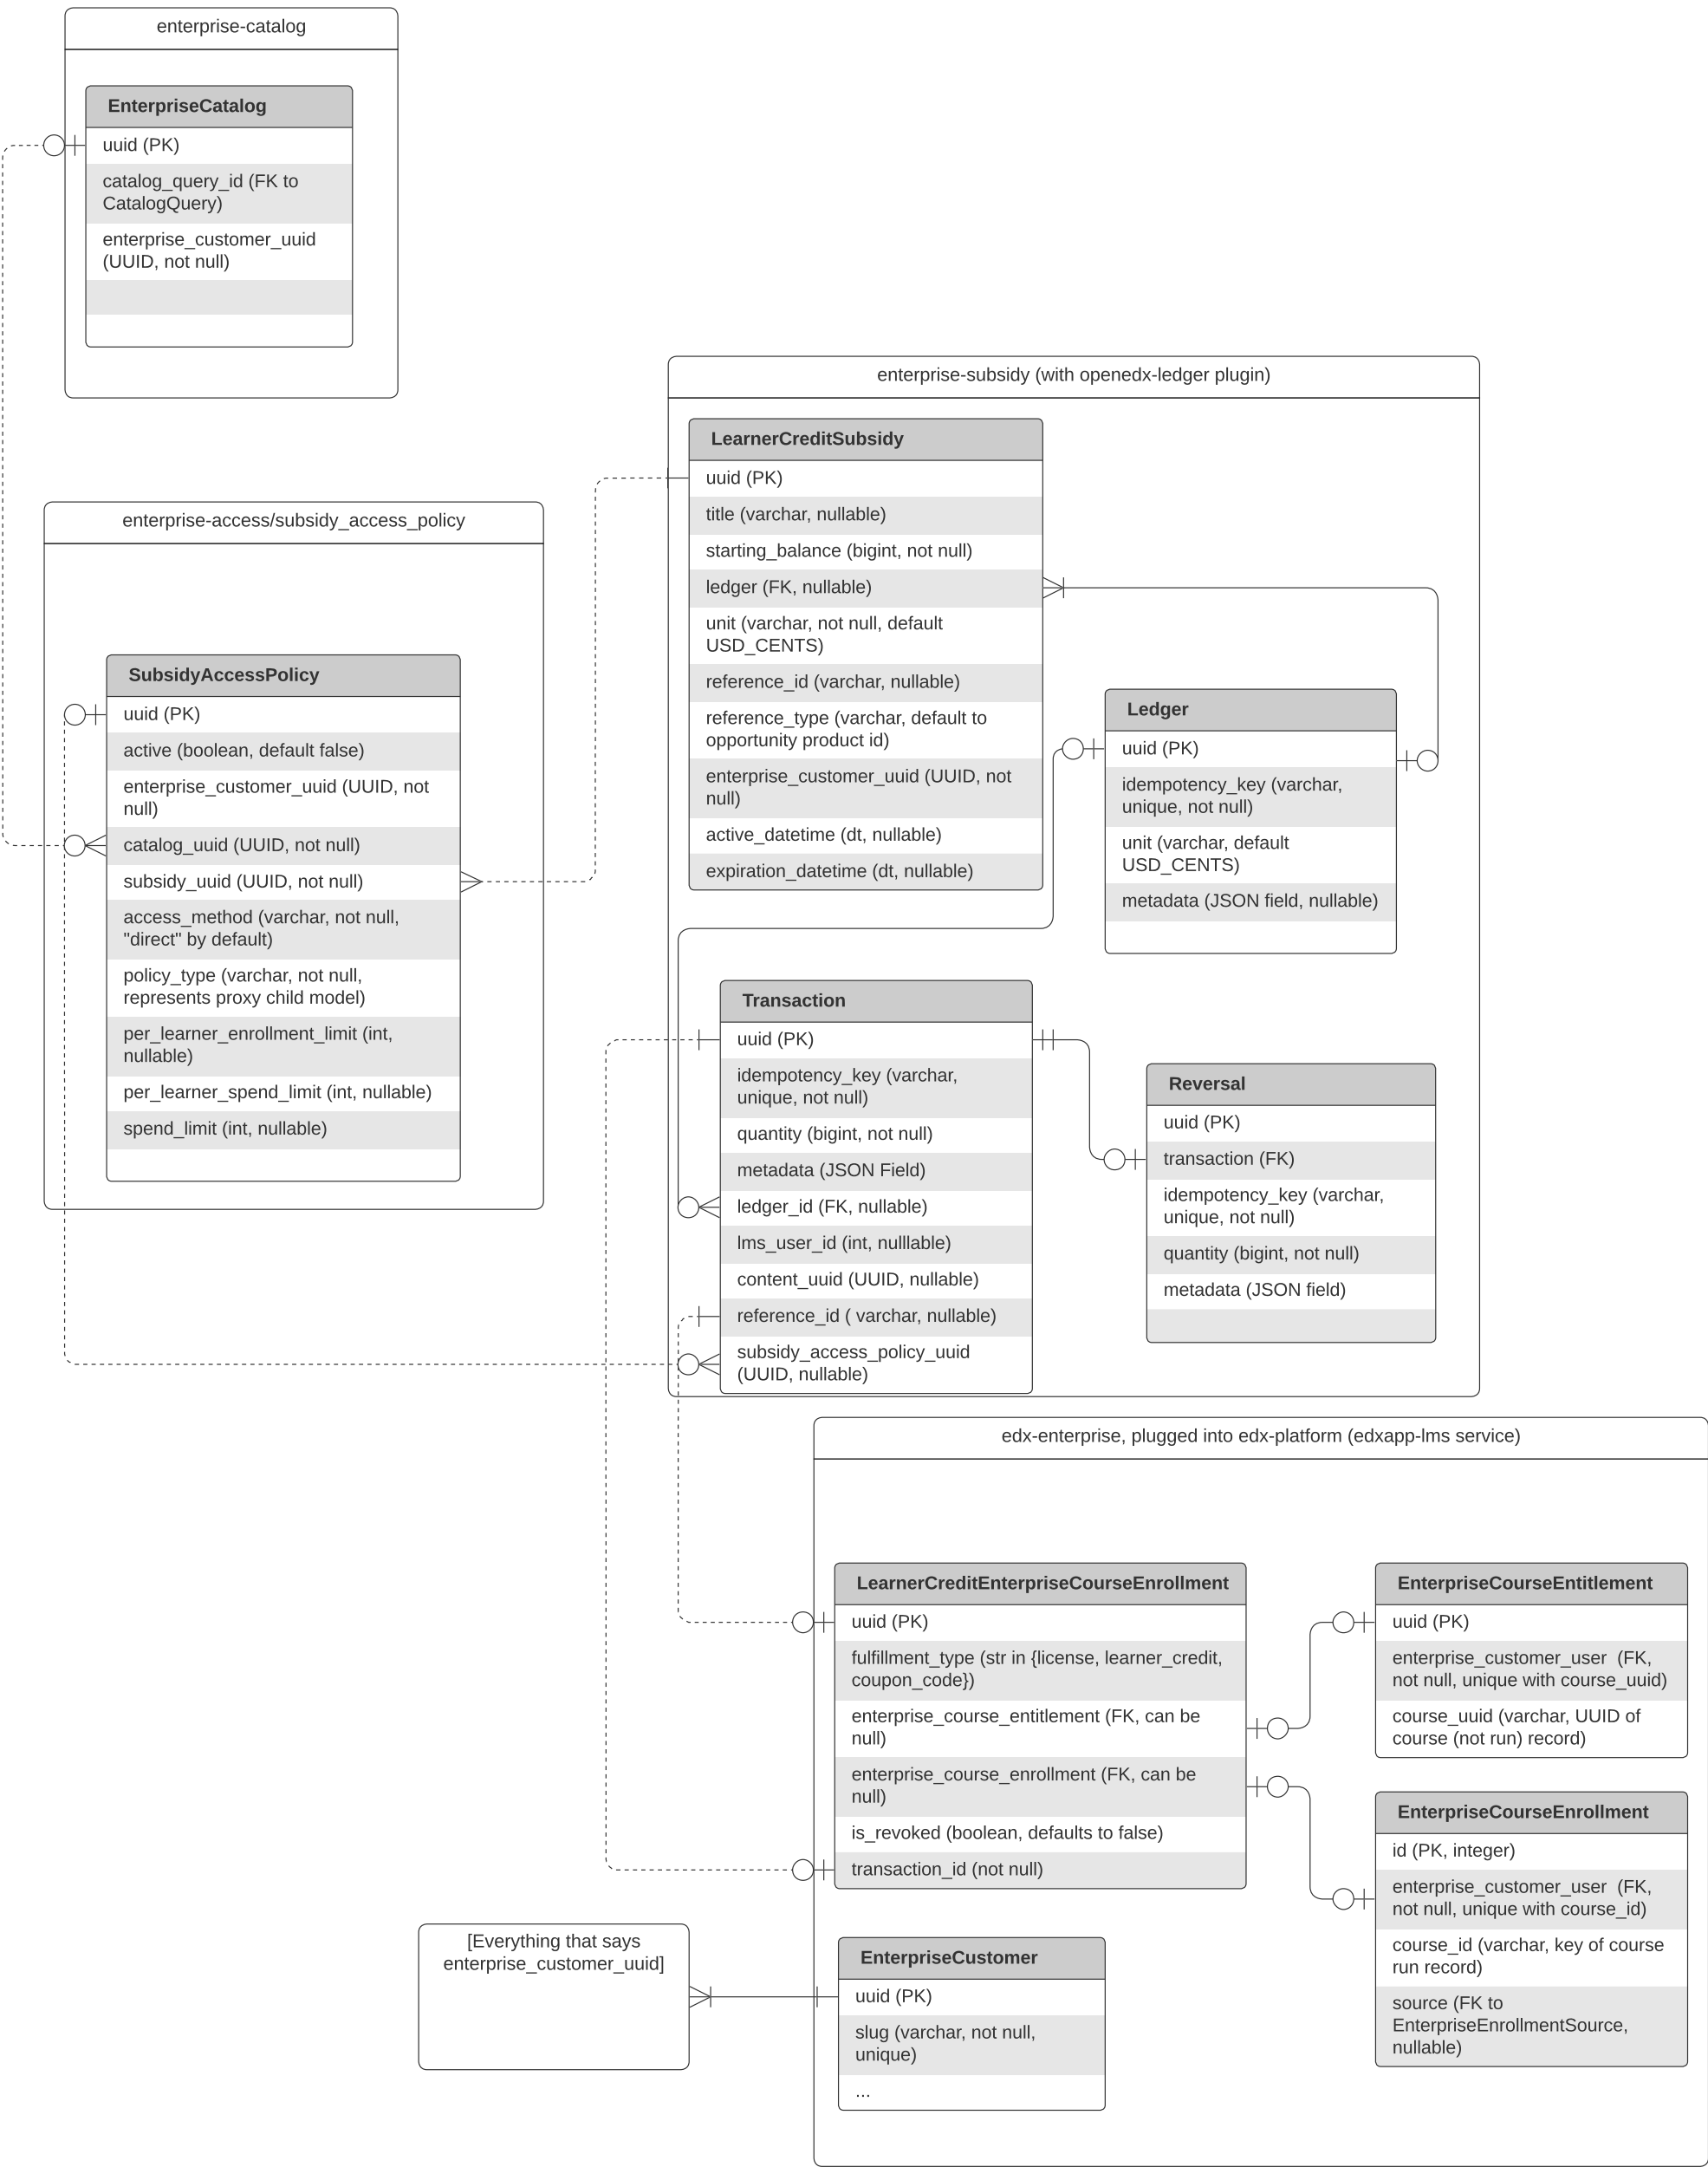 enterprise-catalog
EnterpriseCatalog
uuid (PK)
catalog_query_id (FK to
CatalogQuery)
enterprise_customer_uuid
(UUID, not null)
enterprise-access/subsidy_access_policy
SubsidyAccessPolicy
uuid (PK)
active (boolean, default false)
enterprise_customer_uuid (UUID, not
null)
catalog_uuid (UUID, not null)
subsidy_uuid (UUID, not null)
access_method (varchar, not null,
"direct" by default)
policy_type (varchar, not null,
represents proxy child model)
per_learner_enrollment_limit (int,
nullable)
per_learner_spend_limit (int, nullable)
spend_limit (int, nullable)
enterprise-subsidy (with openedx-ledger plugin)
LearnerCreditSubsidy
uuid (PK)
title (varchar, nullable)
starting_balance (bigint, not null)
ledger (FK, nullable)
unit (varchar, not null, default
USD_CENTS)
reference_id (varchar, nullable)
reference_type (varchar, default to
opportunity product id)
enterprise_customer_uuid (UUID, not
null)
active_datetime (dt, nullable)
expiration_datetime (dt, nullable)
Ledger
uuid (PK)
idempotency_key (varchar,
unique, not null)
unit (varchar, default
USD_CENTS)
metadata (JSON field, nullable)
Transaction
uuid (PK)
idempotency_key (varchar,
unique, not null)
quantity (bigint, not null)
metadata (JSON Field)
ledger_id (FK, nullable)
lms_user_id (int, nulllable)
content_uuid (UUID, nullable)
reference_id ( varchar, nullable)
subsidy_access_policy_uuid
(UUID, nullable)
Reversal
uuid (PK)
transaction (FK)
idempotency_key (varchar,
unique, not null)
quantity (bigint, not null)
metadata (JSON field)
edx-enterprise, plugged into edx-platform (edxapp-lms service)
LearnerCreditEnterpriseCourseEnrollment
uuid (PK)
fulfillment_type (str in {license, learner_credit,
coupon_code})
enterprise_course_entitlement (FK, can be
null)
enterprise_course_enrollment (FK, can be
null)
is_revoked (boolean, defaults to false)
transaction_id (not null)
EnterpriseCourseEntitlement
uuid (PK)
enterprise_customer_user  (FK,
not null, unique with course_uuid)
course_uuid (varchar, UUID of
course (not run) record)
EnterpriseCourseEnrollment
id (PK, integer)
enterprise_customer_user  (FK,
not null, unique with course_id)
course_id (varchar, key of course
run record)
source (FK to
EnterpriseEnrollmentSource,
nullable)
[Everything that says
enterprise_customer_uuid]
EnterpriseCustomer
uuid (PK)
slug (varchar, not null,
unique)
...